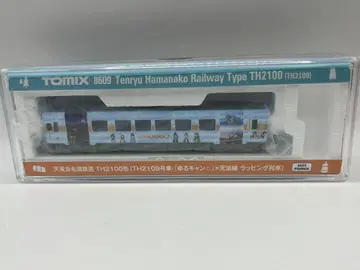 TOMIX 8609 Tenryu Hamanako Railway Type TH2100 (TH2109)
天竜浜名湖鉄道 TH2100形(TH2109号車・「ゆるキャン△」×天浜線 ラッピング列車)
TOMIX